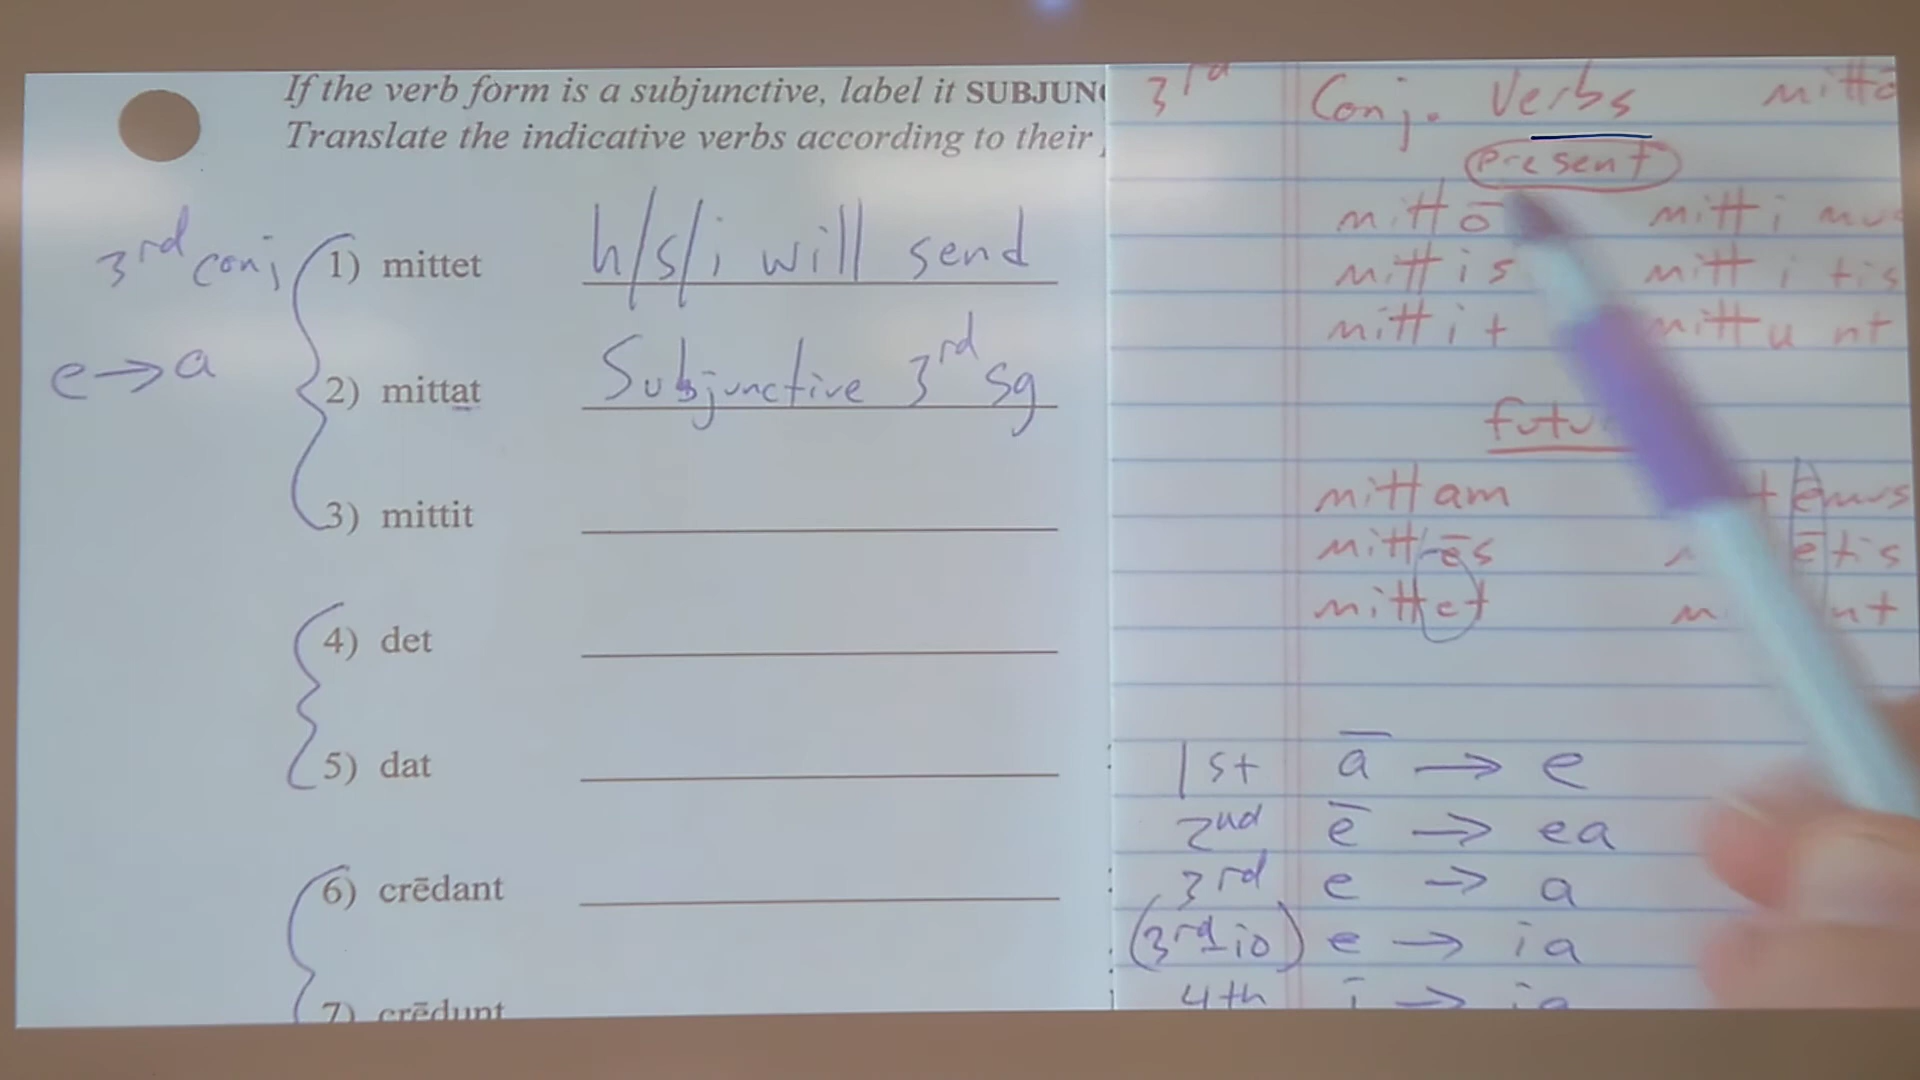 If the verb form is a subjunctive, label it SUBJUN
Translate the indicative verbs according to their
3rd conj
e → a
1) mittet h/s/i will send
2) mittat Subjunctive 3rd sg
3) mittit
4) det
5) dat
6) crēdant
7) crēdunt
3rd Conj. Verbs mittō
present
mittō mittimus
mittis mittitis
mittit mittunt
futu
mittam ēmus
mittēs ētis
mittet nt
1st ā → e
2nd ē → ea
3rd e → a
(3rd io) e → ia
4th ī → ia